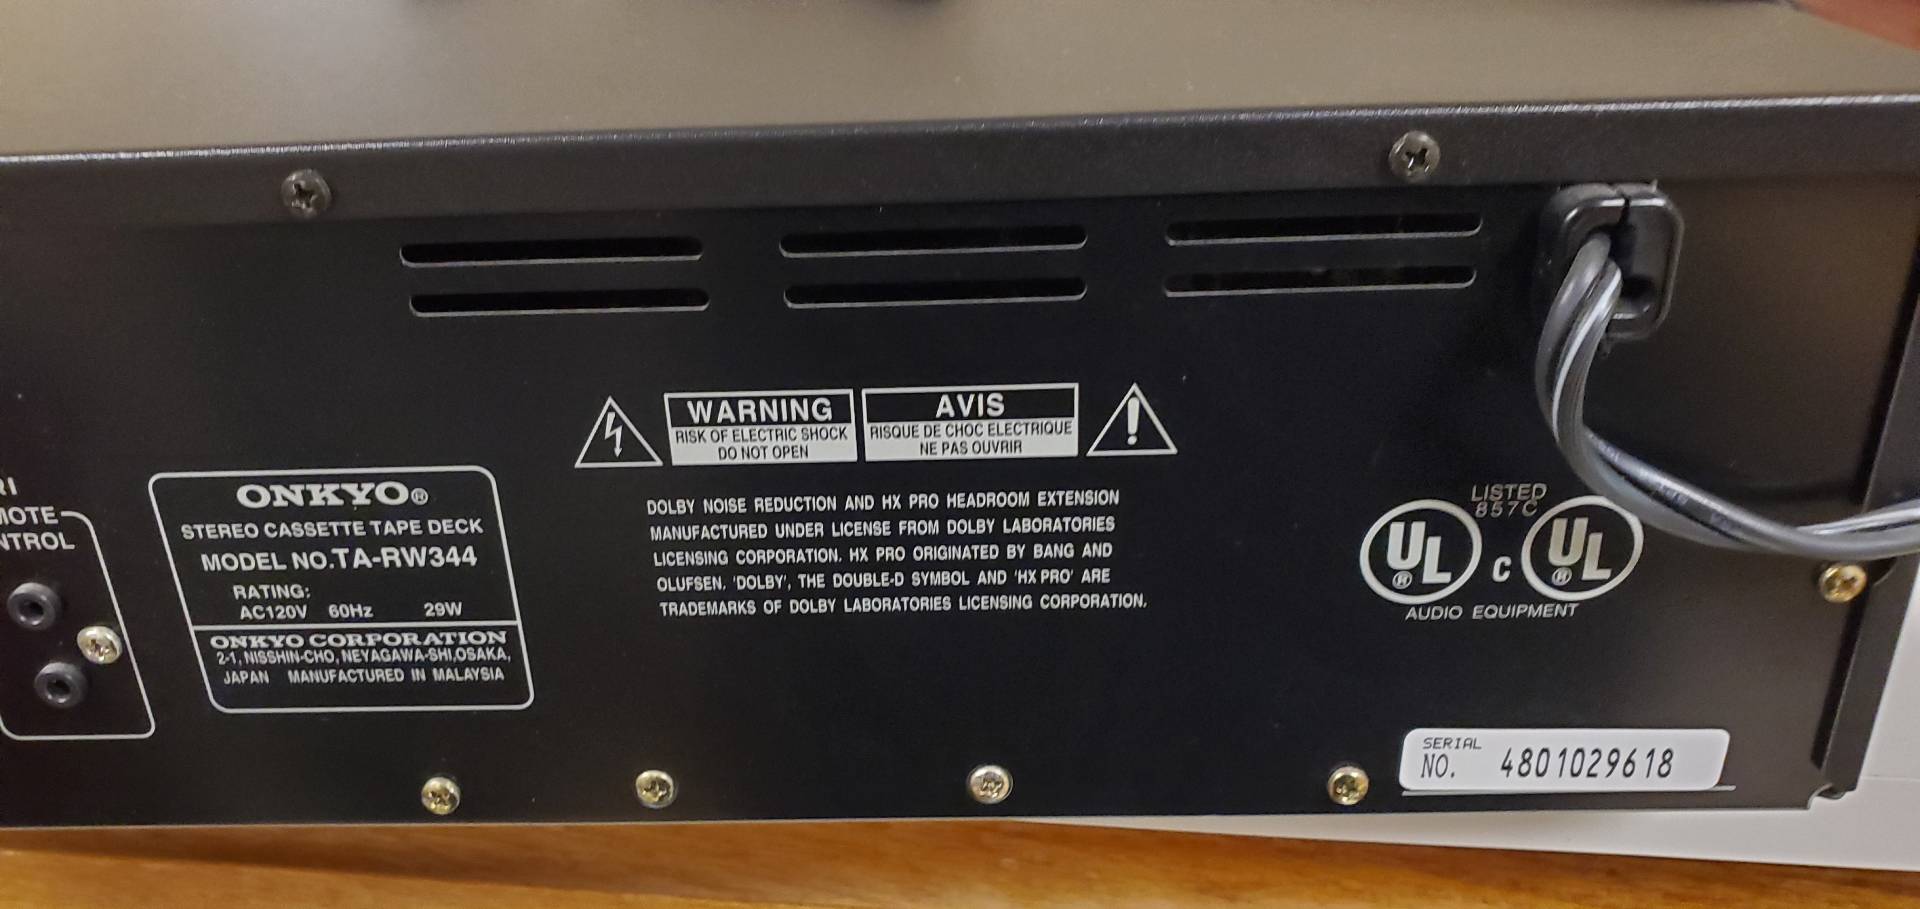 WARNING
RISK OF ELECTRIC SHOCK
DO NOT OPEN
AVIS
RISQUE DE CHOC ELECTRIQUE
NE PAS OUVRIR
ONKYO®
STEREO CASSETTE TAPE DECK
MODEL NO.TA-RW344
RATING:
AC120V 60Hz 29W
ONKYO CORPORATION
2-1, NISSHIN-CHO, NEYAGAWA-SHI,OSAKA,
JAPAN MANUFACTURED IN MALAYSIA
DOLBY NOISE REDUCTION AND HX PRO HEADROOM EXTENSION
MANUFACTURED UNDER LICENSE FROM DOLBY LABORATORIES
LICENSING CORPORATION. HX PRO ORIGINATED BY BANG AND
OLUFSEN. 'DOLBY', THE DOUBLE-D SYMBOL AND 'HX PRO' ARE
TRADEMARKS OF DOLBY LABORATORIES LICENSING CORPORATION.
LISTED
857C
UL® C UL®
AUDIO EQUIPMENT
SERIAL
NO. 4801029618